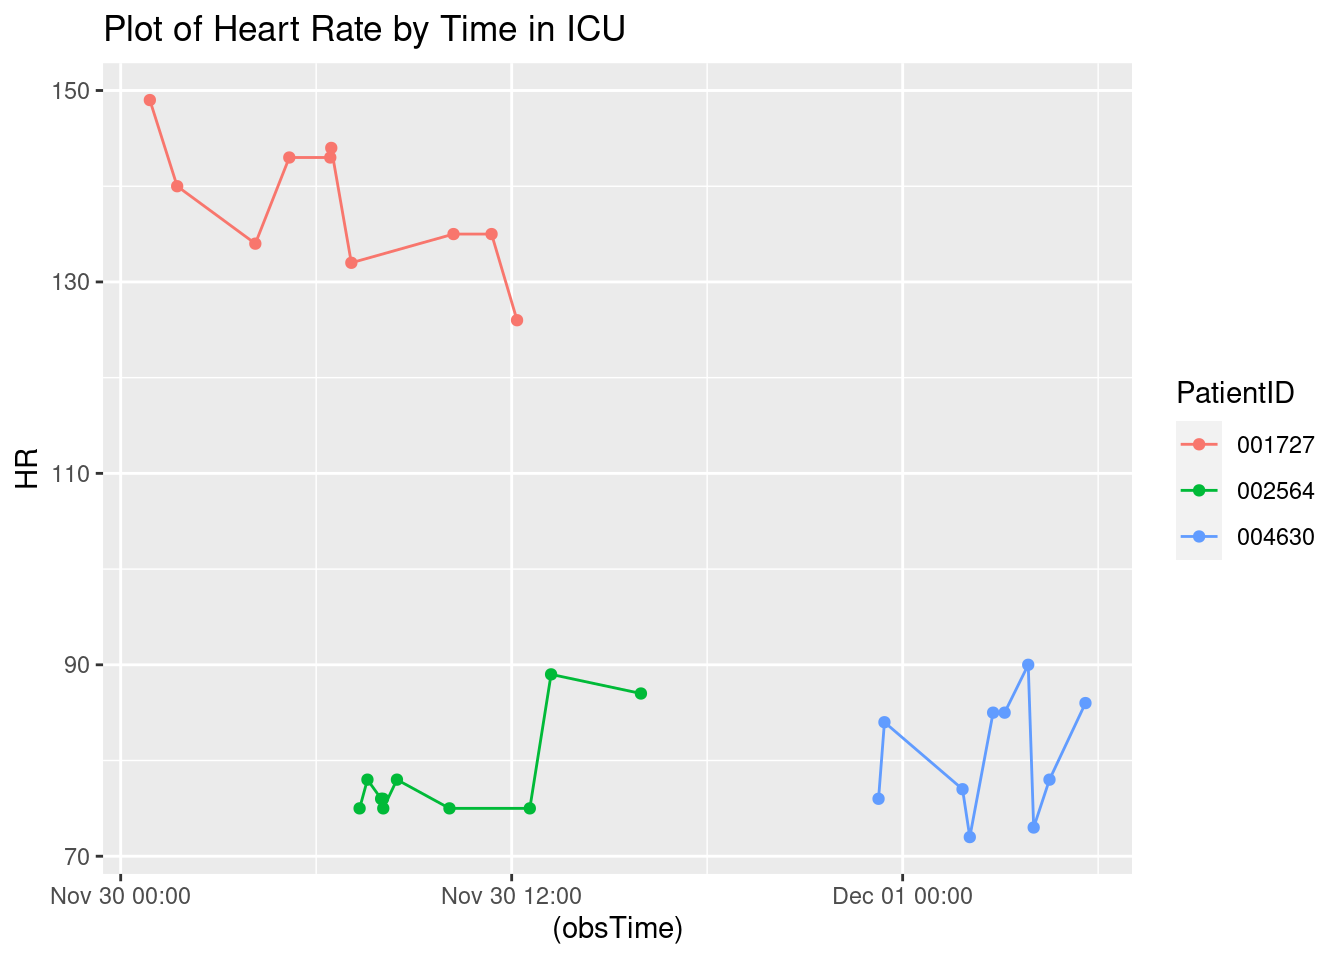 Plot of Heart Rate by Time in ICU
150
130
110
90
70
HR
Nov 30 00:00
Nov 30 12:00
Dec 01 00:00
(obsTime)
PatientID
001727
002564
004630